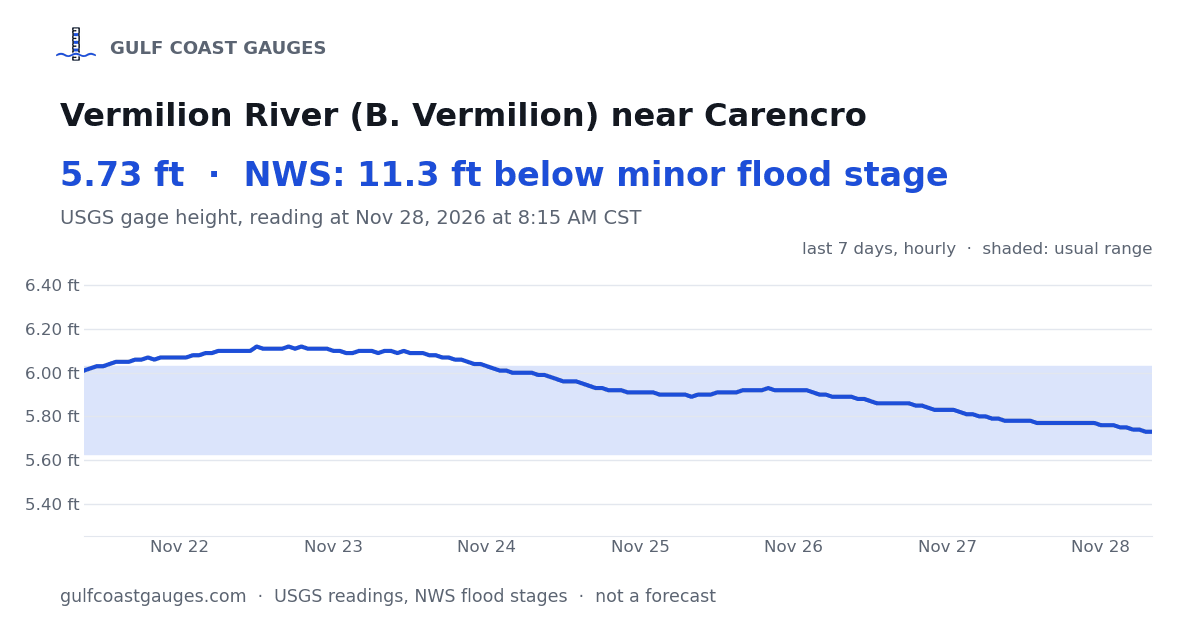 GULF COAST GAUGES
Vermilion River (B. Vermilion) near Carencro
5.73 ft · NWS: 11.3 ft below minor flood stage
USGS gage height, reading at Nov 28, 2026 at 8:15 AM CST
last 7 days, hourly · shaded: usual range
6.40 ft
6.20 ft
6.00 ft
5.80 ft
5.60 ft
5.40 ft
Nov 22 Nov 23 Nov 24 Nov 25 Nov 26 Nov 27 Nov 28
gulfcoastgauges.com · USGS readings, NWS flood stages · not a forecast